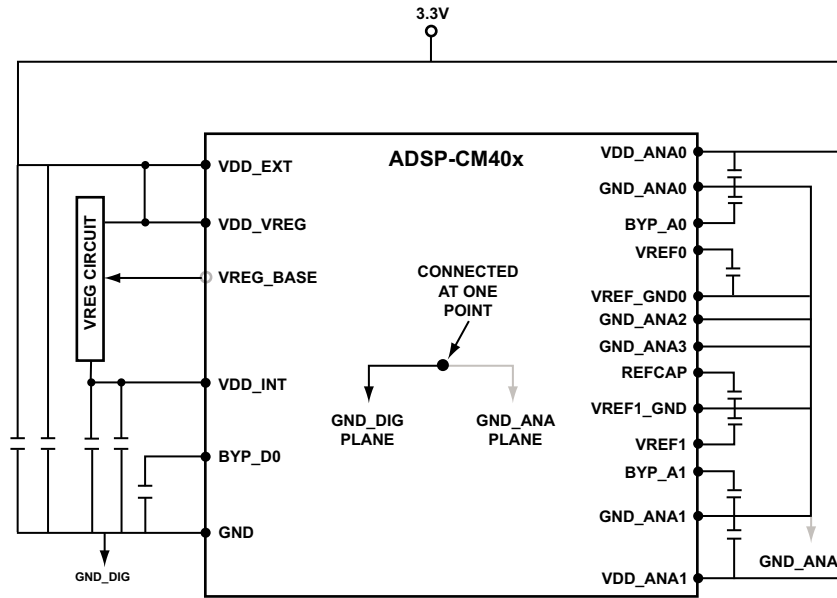 3.3V
ADSP-CM40x
VDD_EXT
VDD_VREG
VREG_BASE
VREG CIRCUIT
VDD_INT
BYP_D0
GND
GND_DIG
CONNECTED
AT ONE
POINT
GND_DIG
PLANE
GND_ANA
PLANE
VDD_ANA0
GND_ANA0
BYP_A0
VREF0
VREF_GND0
GND_ANA2
GND_ANA3
REFCAP
VREF1_GND
VREF1
BYP_A1
GND_ANA1
VDD_ANA1
GND_ANA